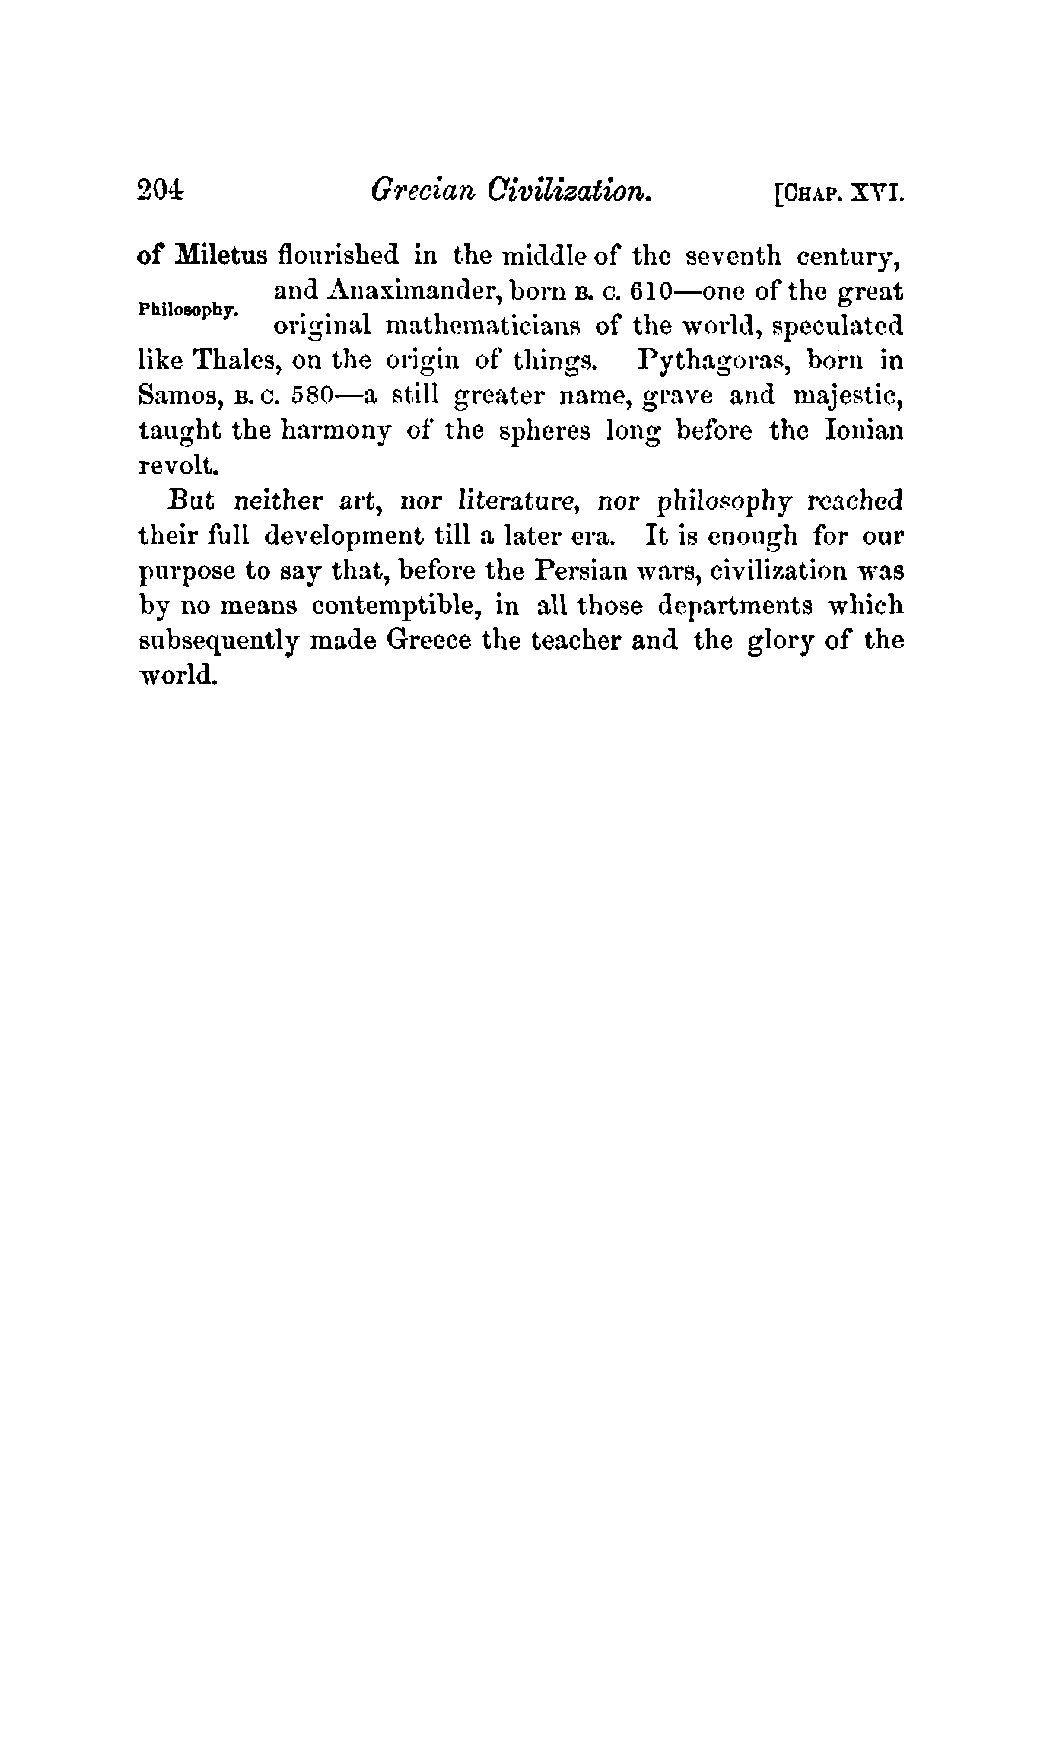 204 Grecian Civilization. [CHAP. XVI.
of Miletus flourished in the middle of the seventh century,
and Anaximander, born B. C. 610—one of the great
Philosophy.
original mathematicians of the world, speculated
like Thales, on the origin of things. Pythagoras, born in
Samos, B. C. 580—a still greater name, grave and majestic,
taught the harmony of the spheres long before the Ionian
revolt.
But neither art, nor literature, nor philosophy reached
their full development till a later era. It is enough for our
purpose to say that, before the Persian wars, civilization was
by no means contemptible, in all those departments which
subsequently made Greece the teacher and the glory of the
world.